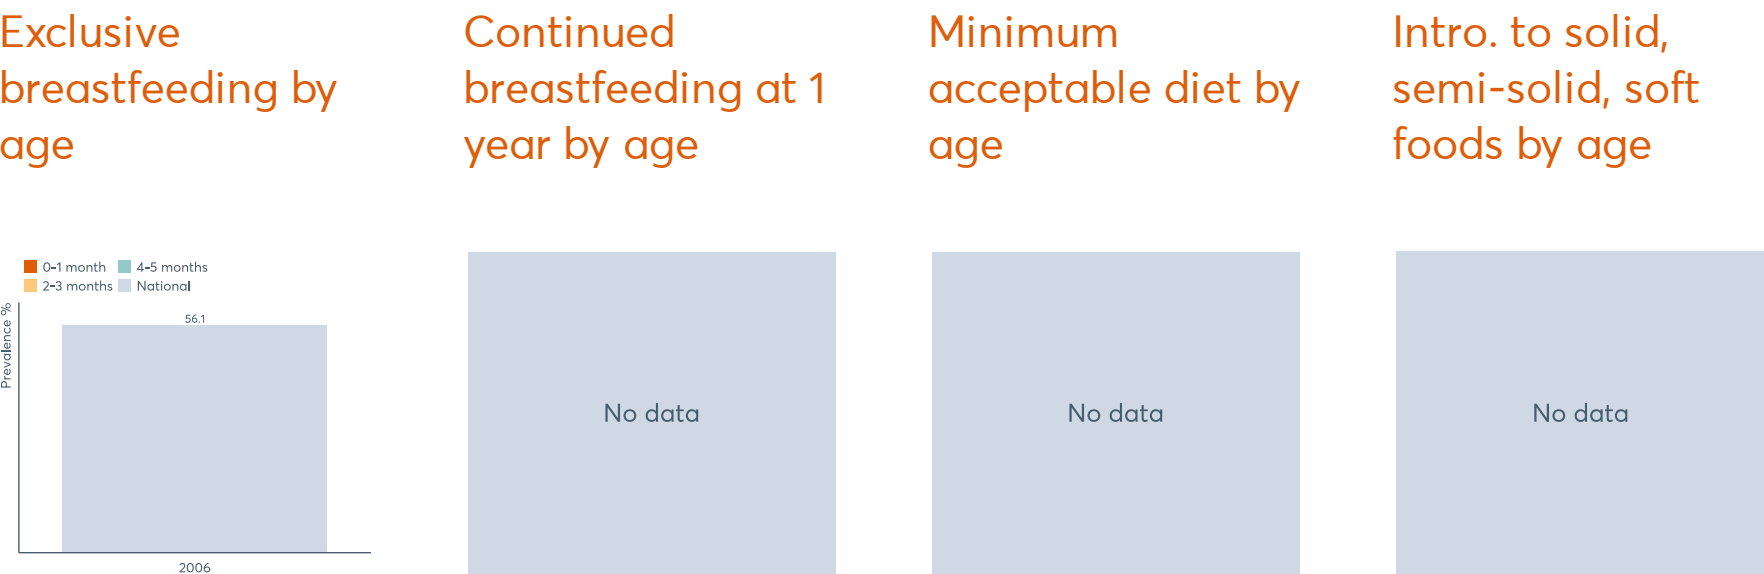 Exclusive
breastfeeding by
age
Continued
breastfeeding at 1
year by age
Minimum
acceptable diet by
age
Intro. to solid,
semi-solid, soft
foods by age
0-1 month
4-5 months
2-3 months
National
Prevalence %
56.1
2006
No data
No data
No data